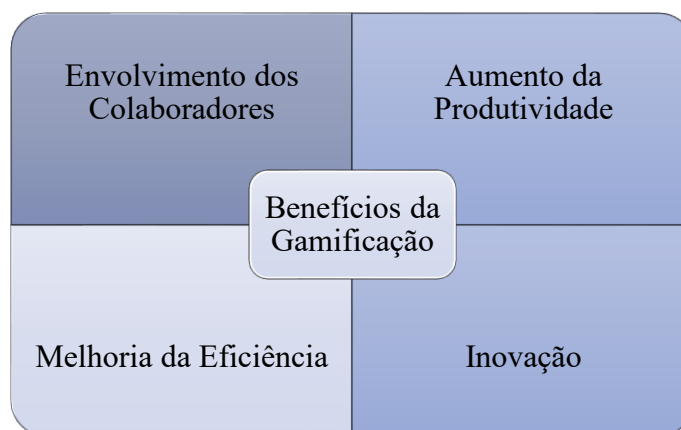 Envolvimento dos
Colaboradores
Aumento da
Produtividade
Benefícios da
Gamificação
Melhoria da Eficiência
Inovação